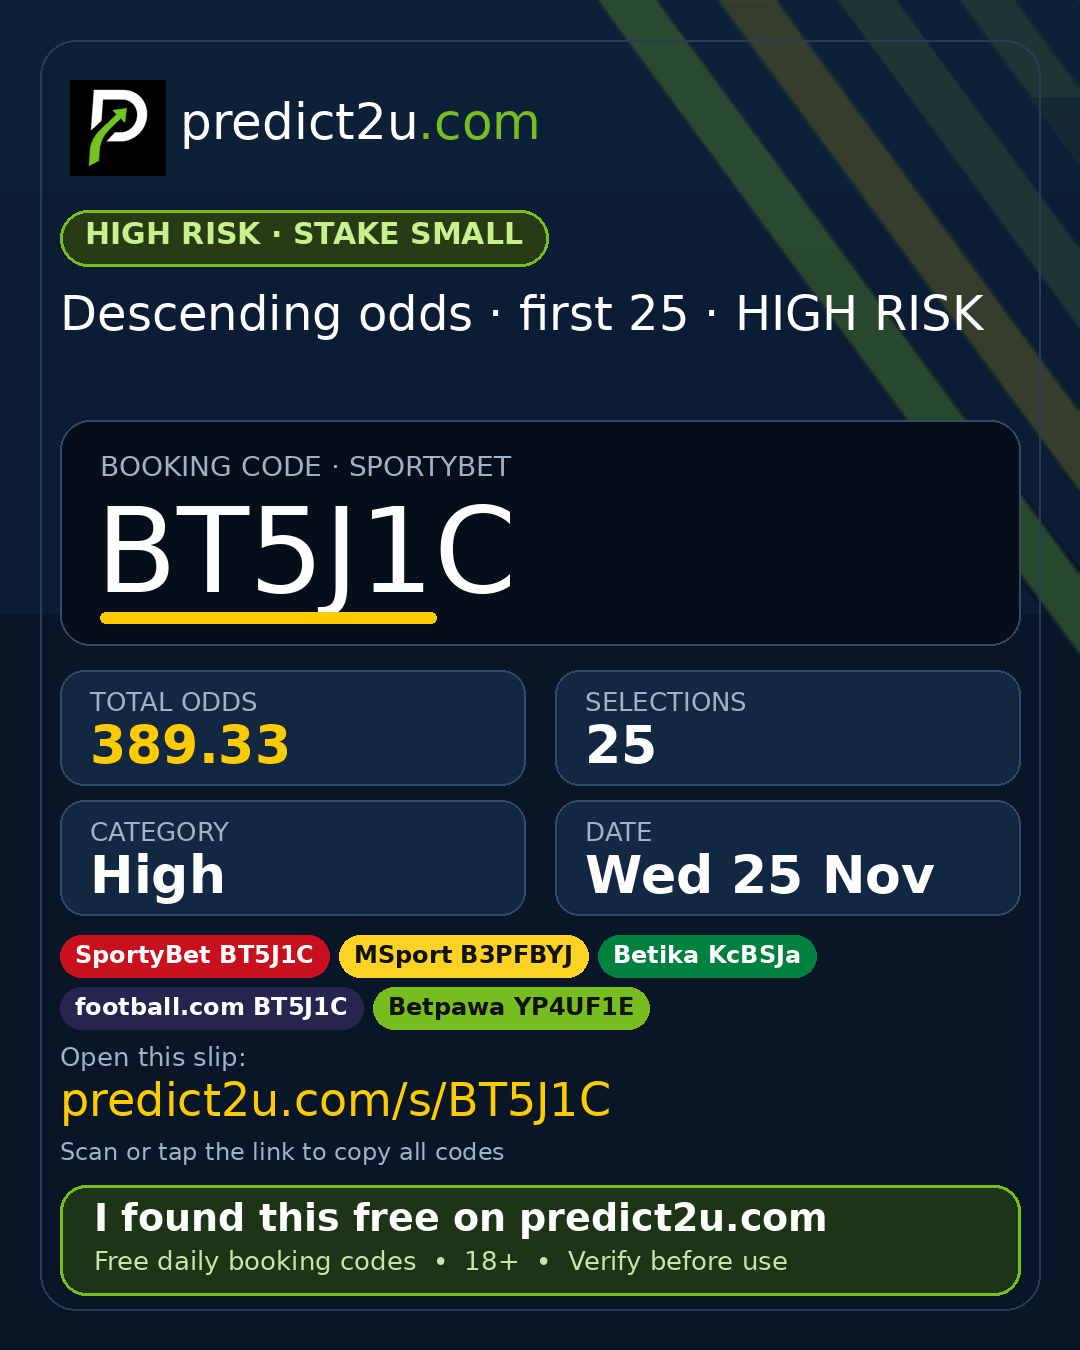 predict2u.com
HIGH RISK · STAKE SMALL
Descending odds · first 25 · HIGH RISK
BOOKING CODE · SPORTYBET
BT5J1C
TOTAL ODDS
389.33
SELECTIONS
25
CATEGORY
High
DATE
Wed 25 Nov
SportyBet BT5J1C
MSport B3PFBYJ
Betika KcBSJa
football.com BT5J1C
Betpawa YP4UF1E
Open this slip:
predict2u.com/s/BT5J1C
Scan or tap the link to copy all codes
I found this free on predict2u.com
Free daily booking codes • 18+ • Verify before use